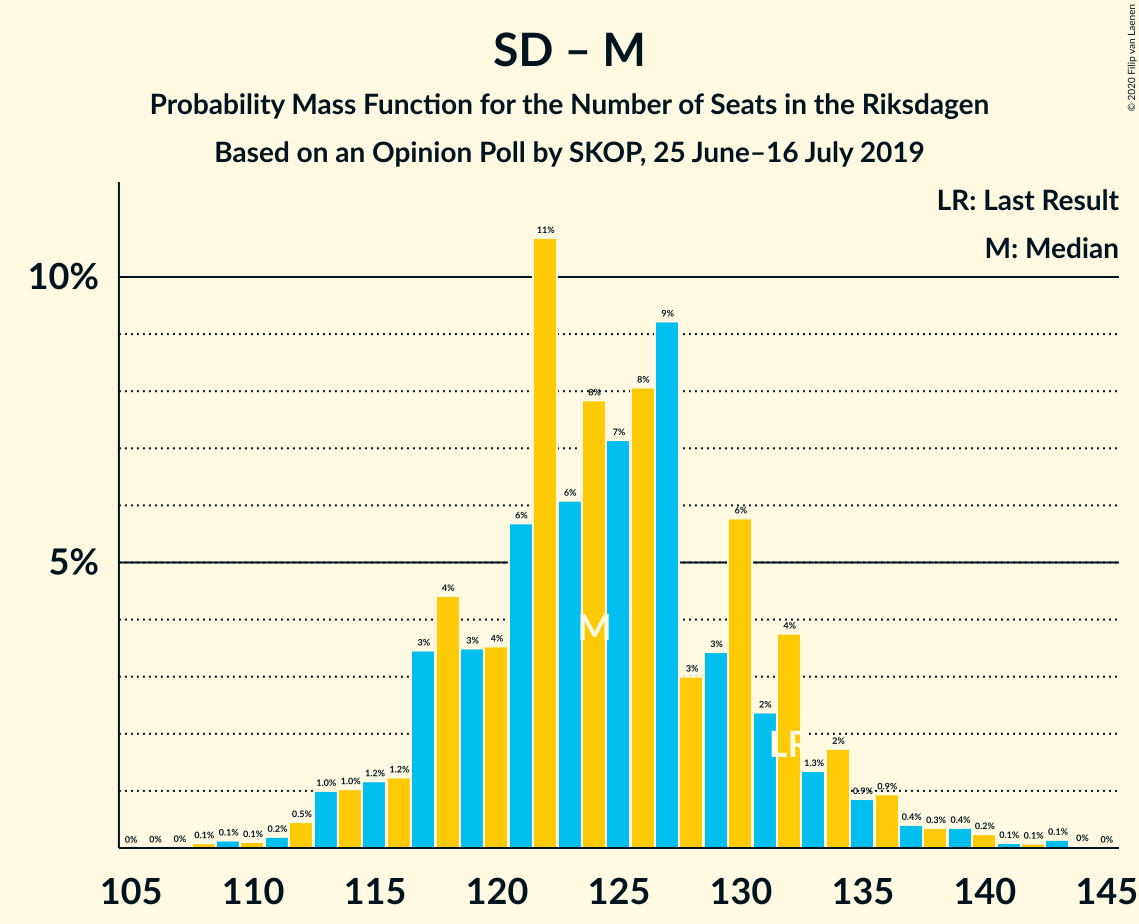 SD – M
Probability Mass Function for the Number of Seats in the Riksdagen
Based on an Opinion Poll by SKOP, 25 June–16 July 2019
© 2020 Filip van Laenen
LR: Last Result
M: Median
10%
5%
0% 0% 0% 0.1% 0.1% 0.1% 0.2% 0.5% 1.0% 1.0% 1.2% 1.2% 3% 4% 3% 4% 6% 11% 6% 8% 7% 8% 9% 3% 3% 6% 2% 4% 1.3% 2% 0.9% 0.9% 0.4% 0.3% 0.4% 0.2% 0.1% 0.1% 0.1% 0% 0%
M
LR
105 110 115 120 125 130 135 140 145